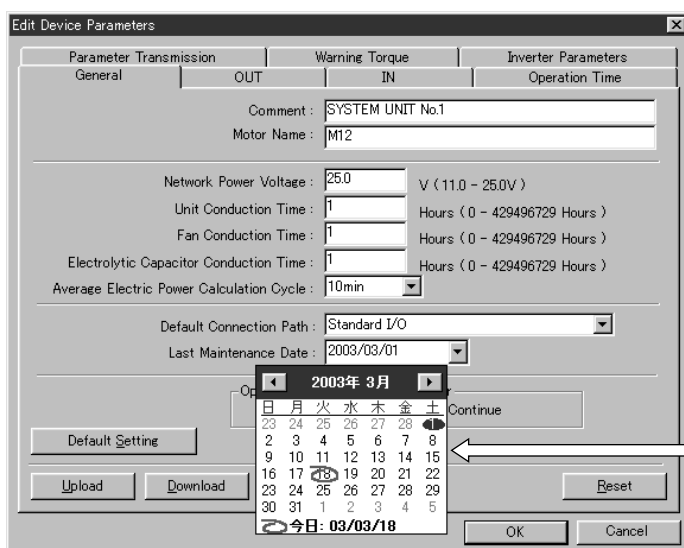 Edit Device Parameters
Parameter Transmission Warning Torque Inverter Parameters
General OUT IN Operation Time
Comment : SYSTEM UNIT No.1
Motor Name : M12
Network Power Voltage : 25.0 V ( 11.0 - 25.0V )
Unit Conduction Time : 1 Hours ( 0 - 429496729 Hours )
Fan Conduction Time : 1 Hours ( 0 - 429496729 Hours )
Electrolytic Capacitor Conduction Time : 1 Hours ( 0 - 429496729 Hours )
Average Electric Power Calculation Cycle : 10min
Default Connection Path : Standard I/O
Last Maintenance Date : 2003/03/01
2003年 3月
Op r
日 月 火 水 木 金 土
Continue
23 24 25 26 27 28 1
2 3 4 5 6 7 8
Default Setting
9 10 11 12 13 14 15
16 17 18 19 20 21 22
Upload Download Reset
23 24 25 26 27 28 29
30 31 1 2 3 4 5
今日: 03/03/18
OK Cancel